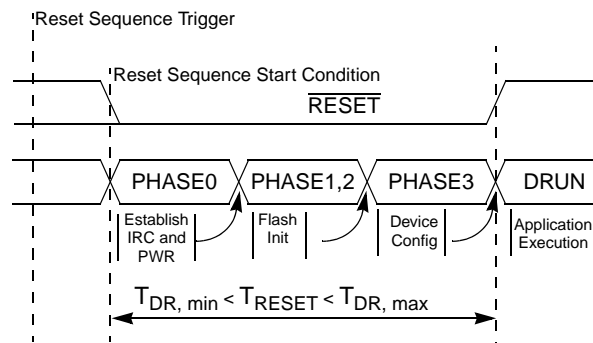 Reset Sequence Trigger
Reset Sequence Start Condition
RESET
PHASE0 PHASE1,2 PHASE3 DRUN
Establish IRC and PWR
Flash Init
Device Config
Application Execution
TDR, min < TRESET < TDR, max